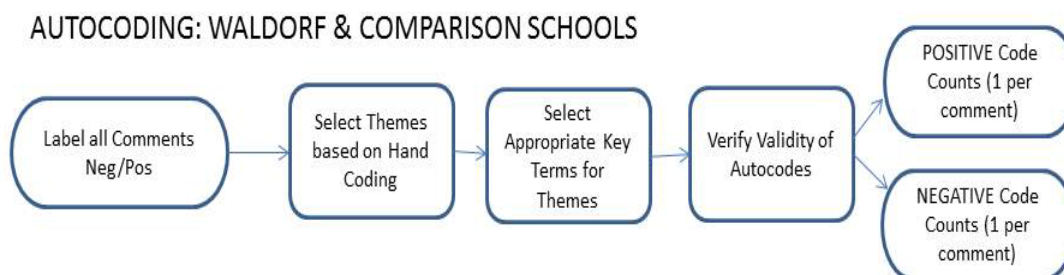 AUTOCODING: WALDORF & COMPARISON SCHOOLS
Label all Comments
Neg/Pos
Select Themes
based on Hand
Coding
Select
Appropriate Key
Terms for
Themes
Verify Validity of
Autocodes
POSITIVE Code
Counts (1 per
comment)
NEGATIVE Code
Counts (1 per
comment)